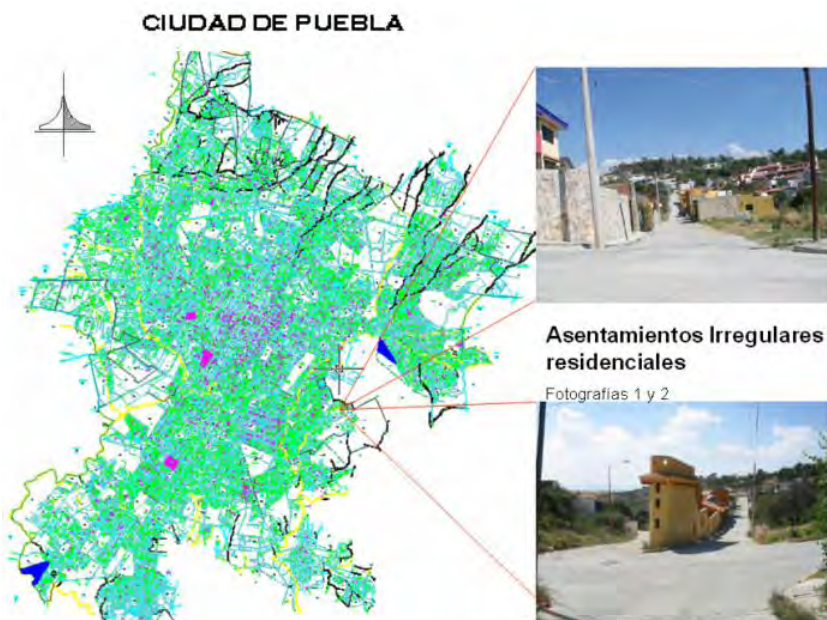 CIUDAD DE PUEBLA
Asentamientos Irregulares
residenciales
Fotografías 1 y 2